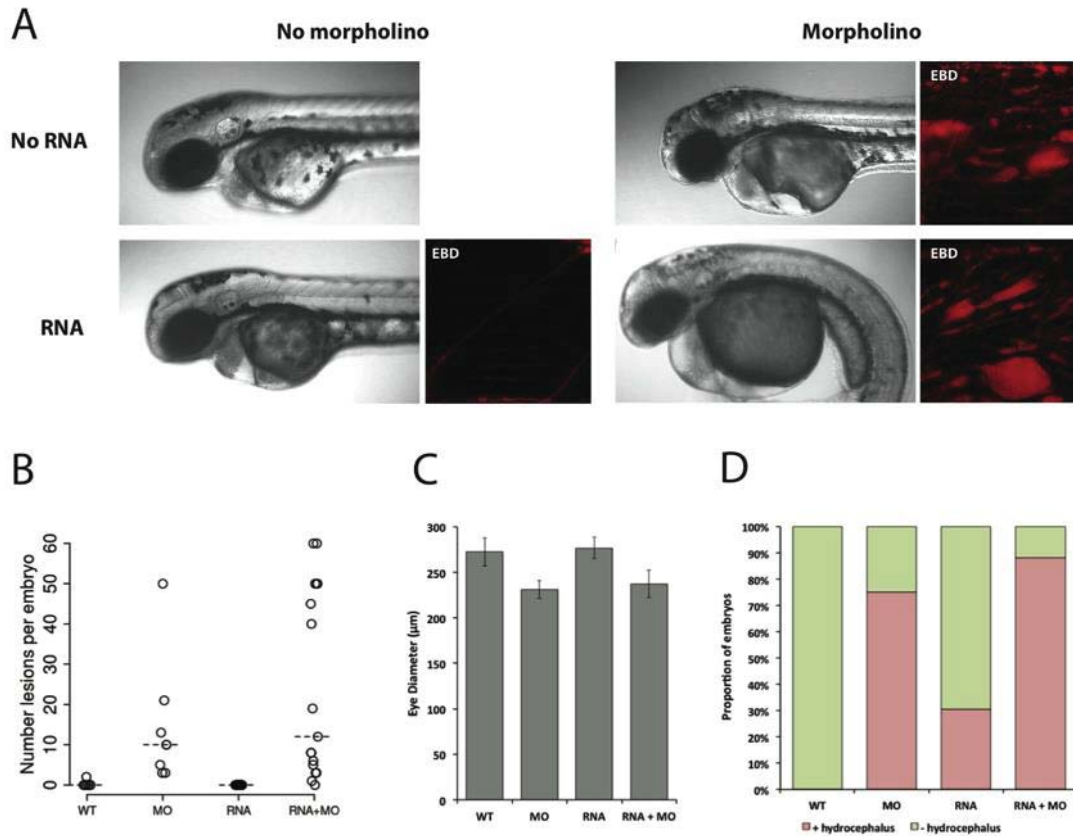 A
No morpholino
Morpholino
No RNA
EBD
RNA
EBD
EBD
B
Number lesions per embryo
60
50
40
30
20
10
0
WT
MO
RNA
RNA+MO
C
Eye Diameter (µm)
300
250
200
150
100
50
0
WT
MO
RNA
RNA + MO
D
Proportion of embryos
100%
90%
80%
70%
60%
50%
40%
30%
20%
10%
0%
WT
MO
RNA
RNA + MO
+ hydrocephalus
- hydrocephalus